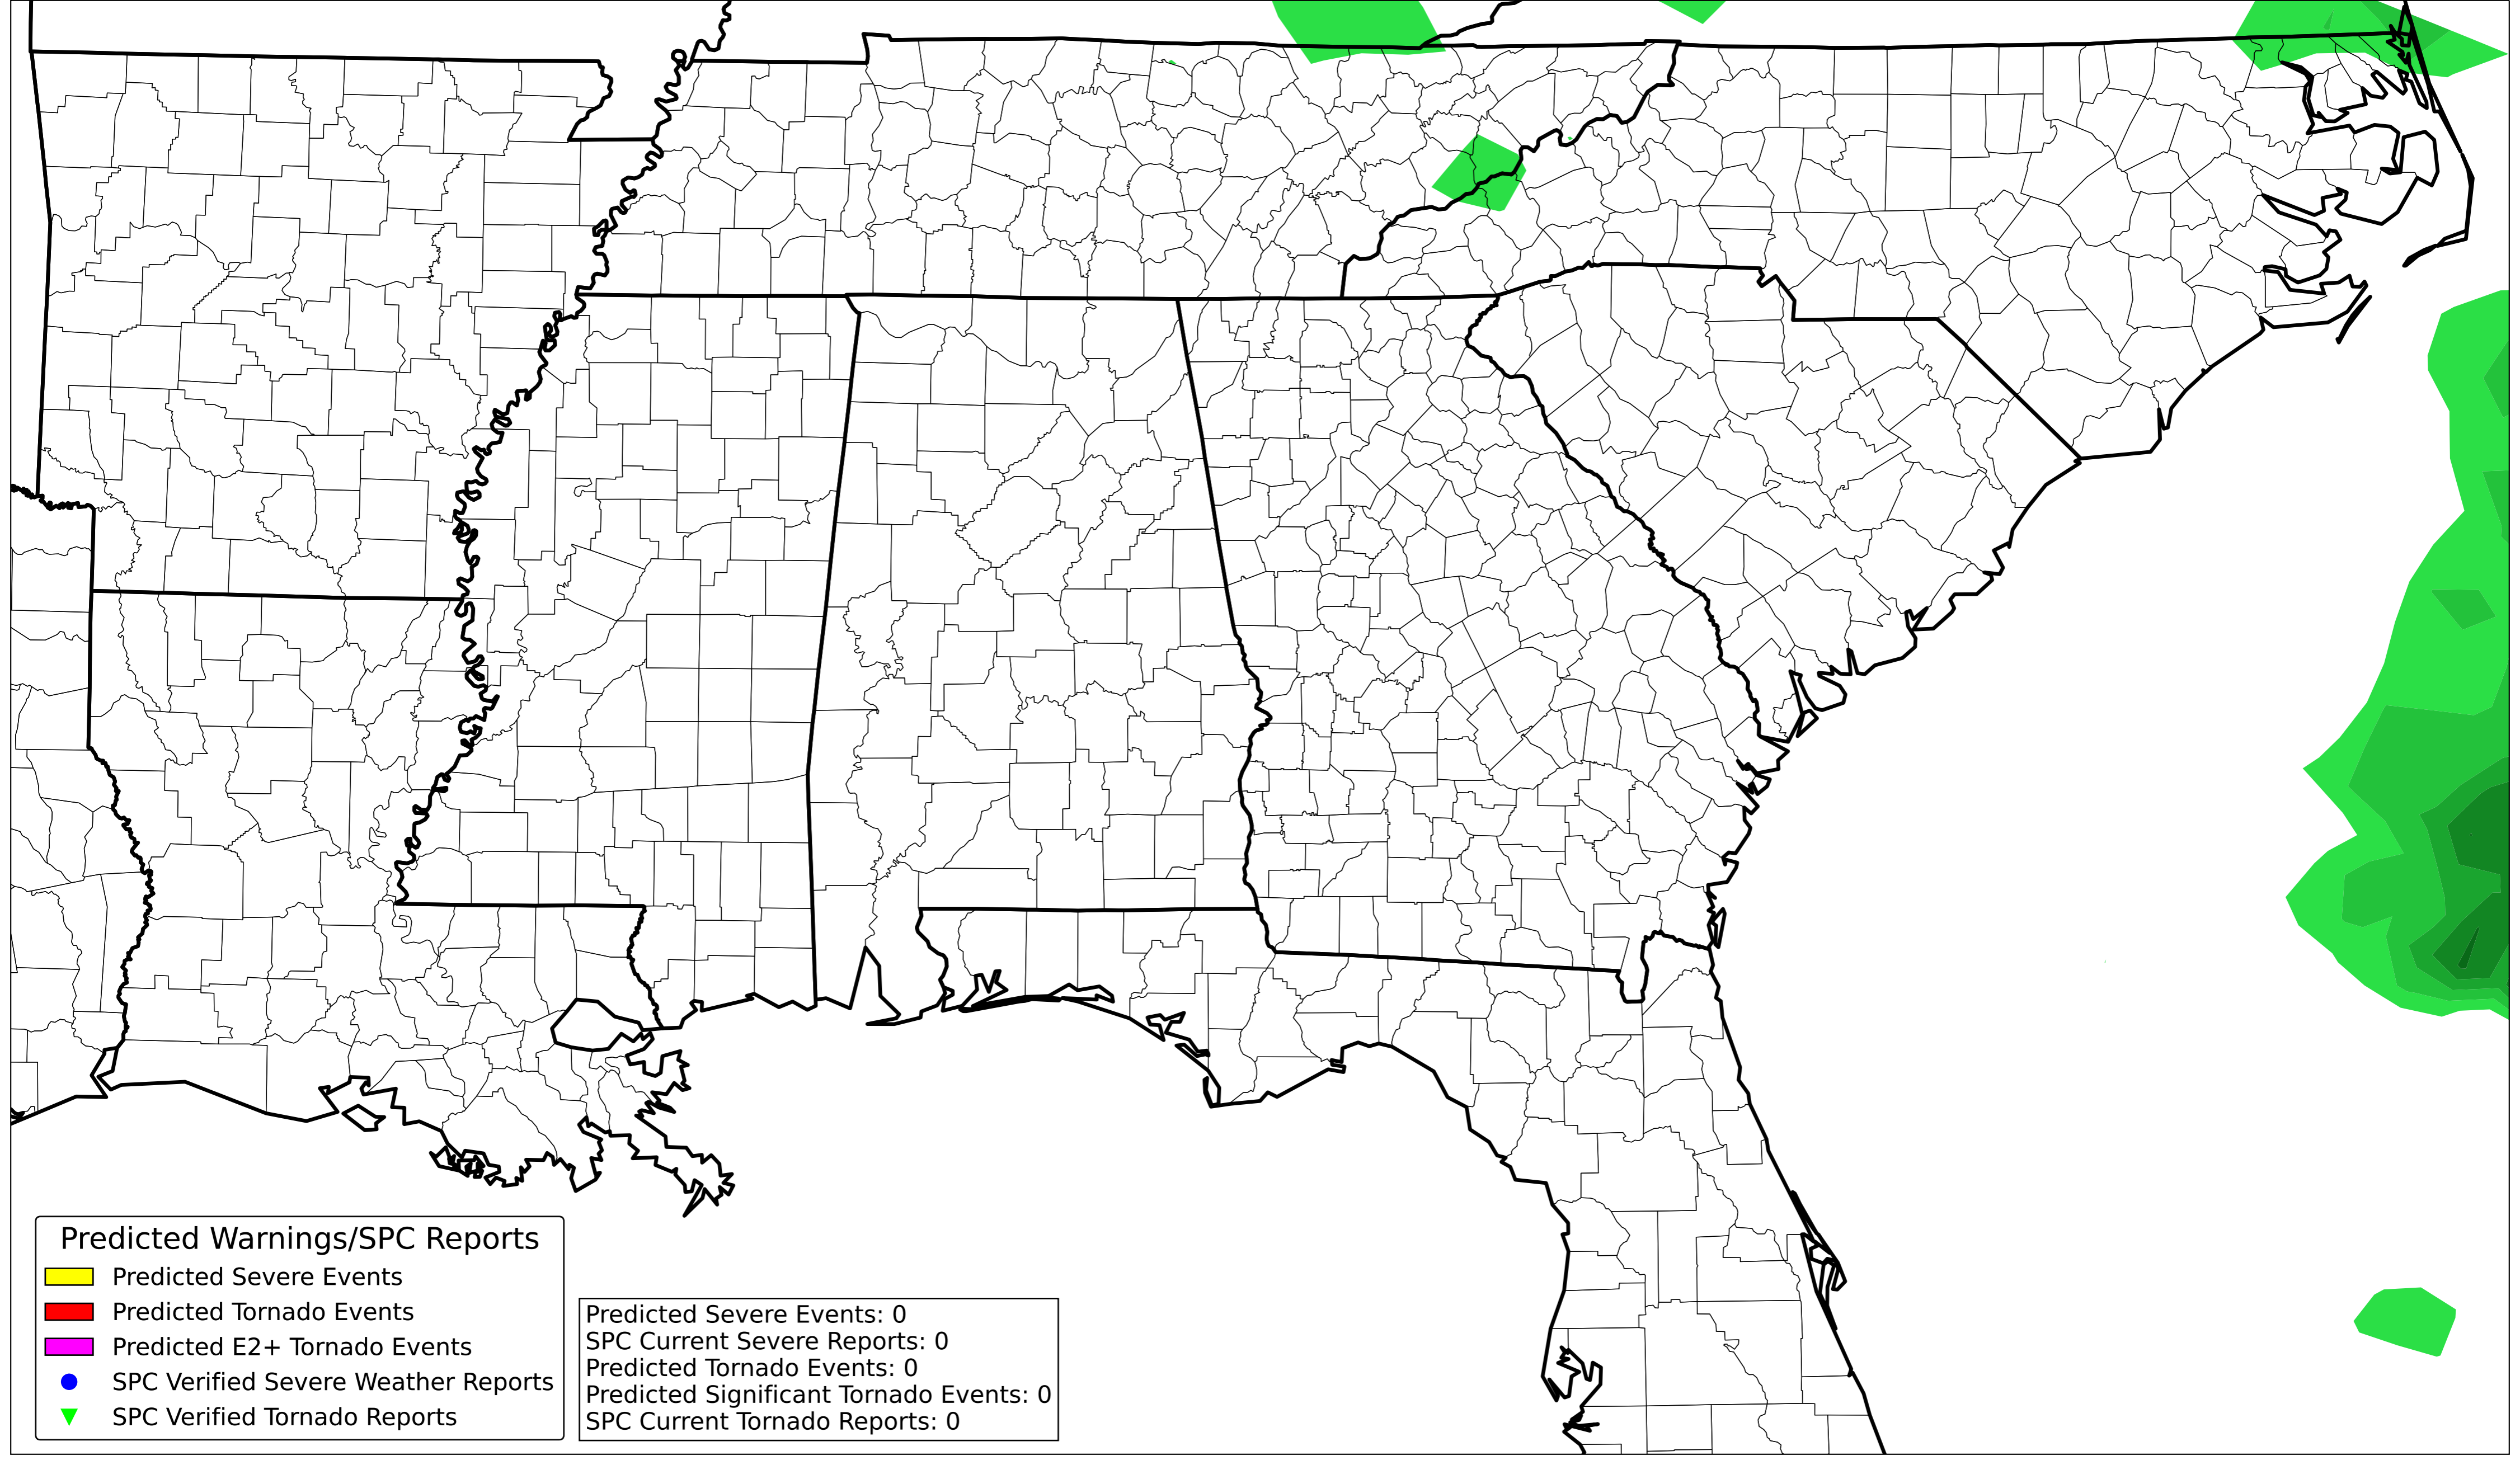 Predicted Warnings/SPC Reports
Predicted Severe Events
Predicted Tornado Events
Predicted E2+ Tornado Events
SPC Verified Severe Weather Reports
SPC Verified Tornado Reports
Predicted Severe Events: 0
SPC Current Severe Reports: 0
Predicted Tornado Events: 0
Predicted Significant Tornado Events: 0
SPC Current Tornado Reports: 0